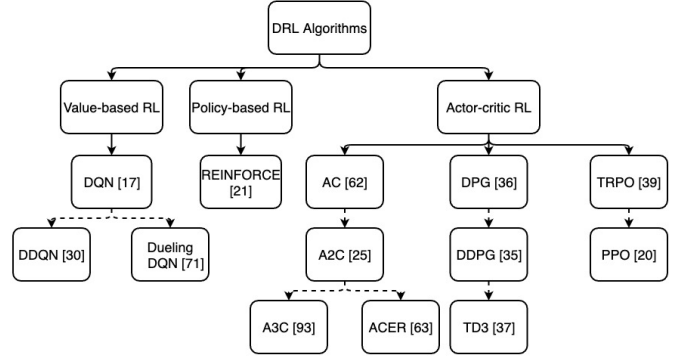 DRL Algorithms
Value-based RL
Policy-based RL
Actor-critic RL
DQN [17]
REINFORCE
[21]
AC [62]
DPG [36]
TRPO [39]
DDQN [30]
Dueling
DQN [71]
A2C [25]
DDPG [35]
PPO [20]
A3C [93]
ACER [63]
TD3 [37]